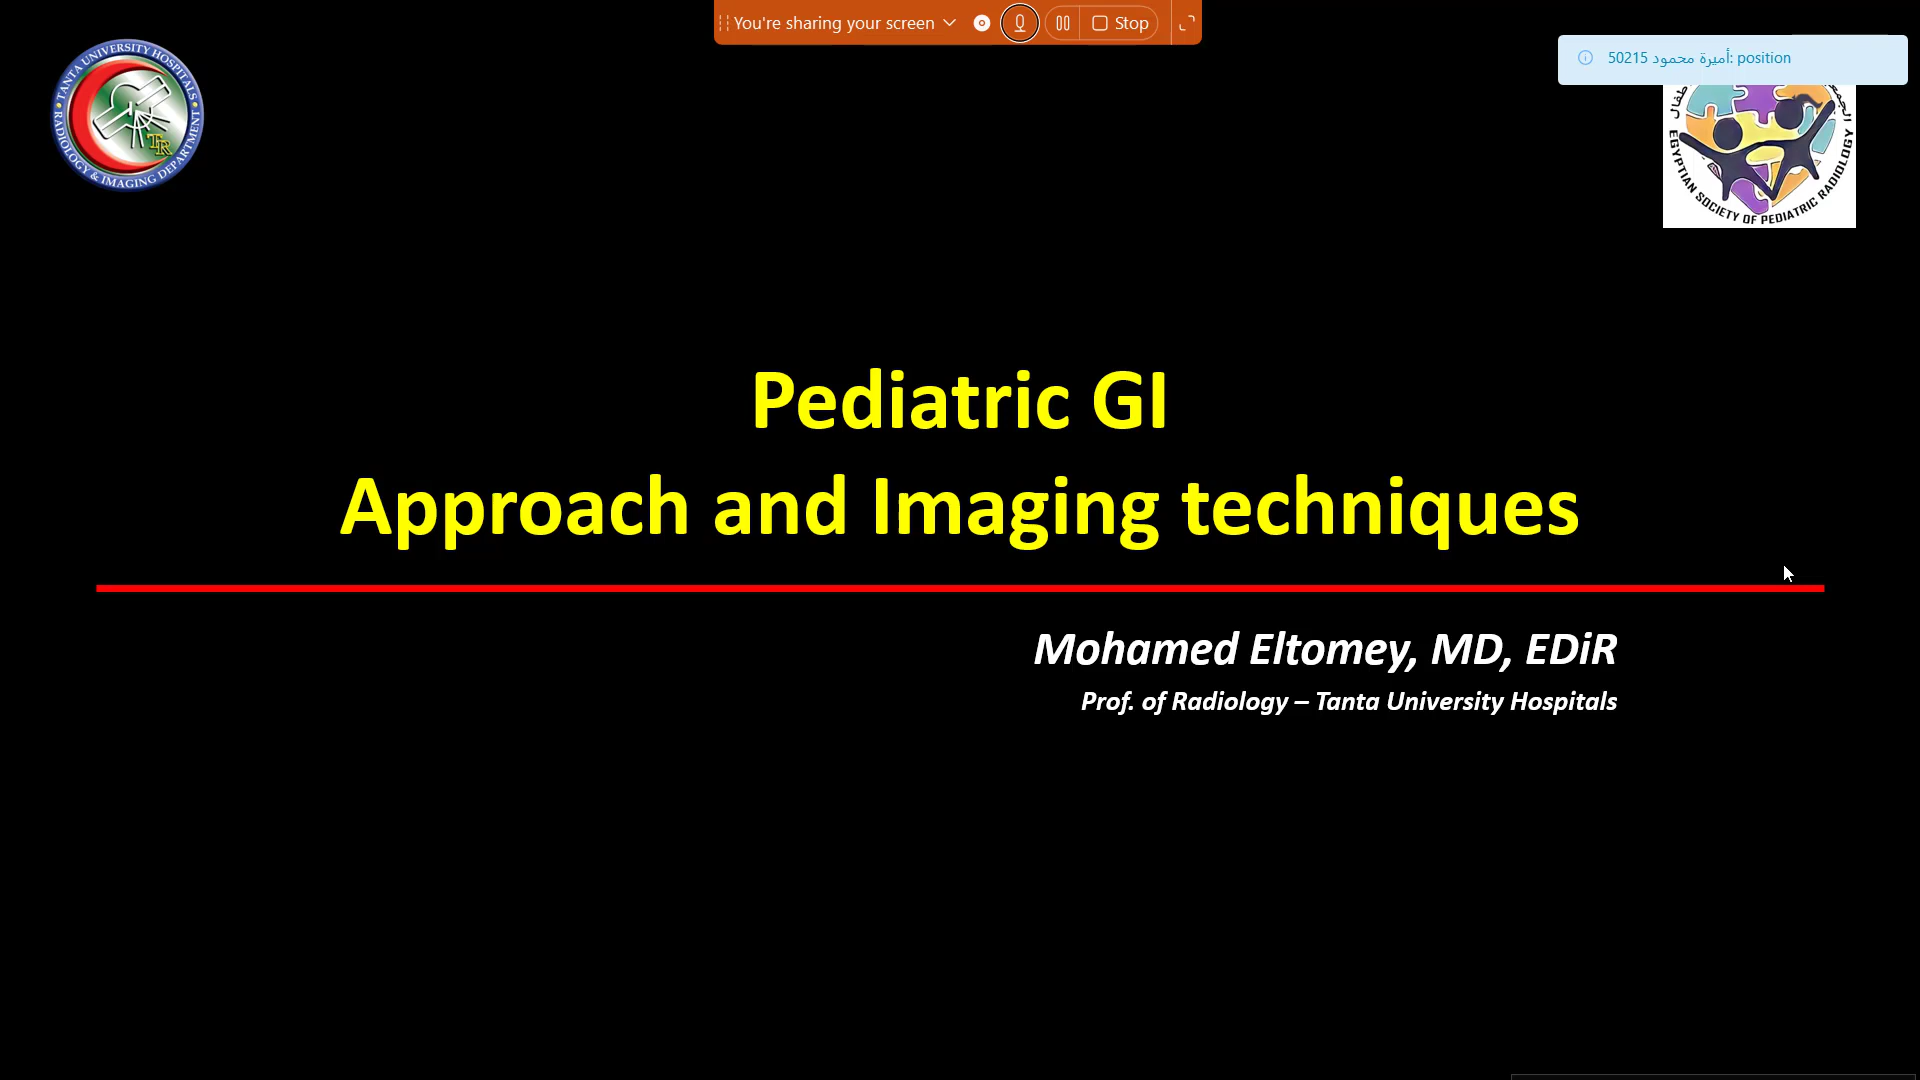 You're sharing your screen
Stop
أميرة محمود 50215: position
TANTA UNIVERSITY HOSPITALS
RADIOLOGY & IMAGING DEPARTMENT
TR
EGYPTIAN SOCIETY OF PEDIATRIC RADIOLOGY
Pediatric GI
Approach and Imaging techniques
Mohamed Eltomey, MD, EDiR
Prof. of Radiology – Tanta University Hospitals